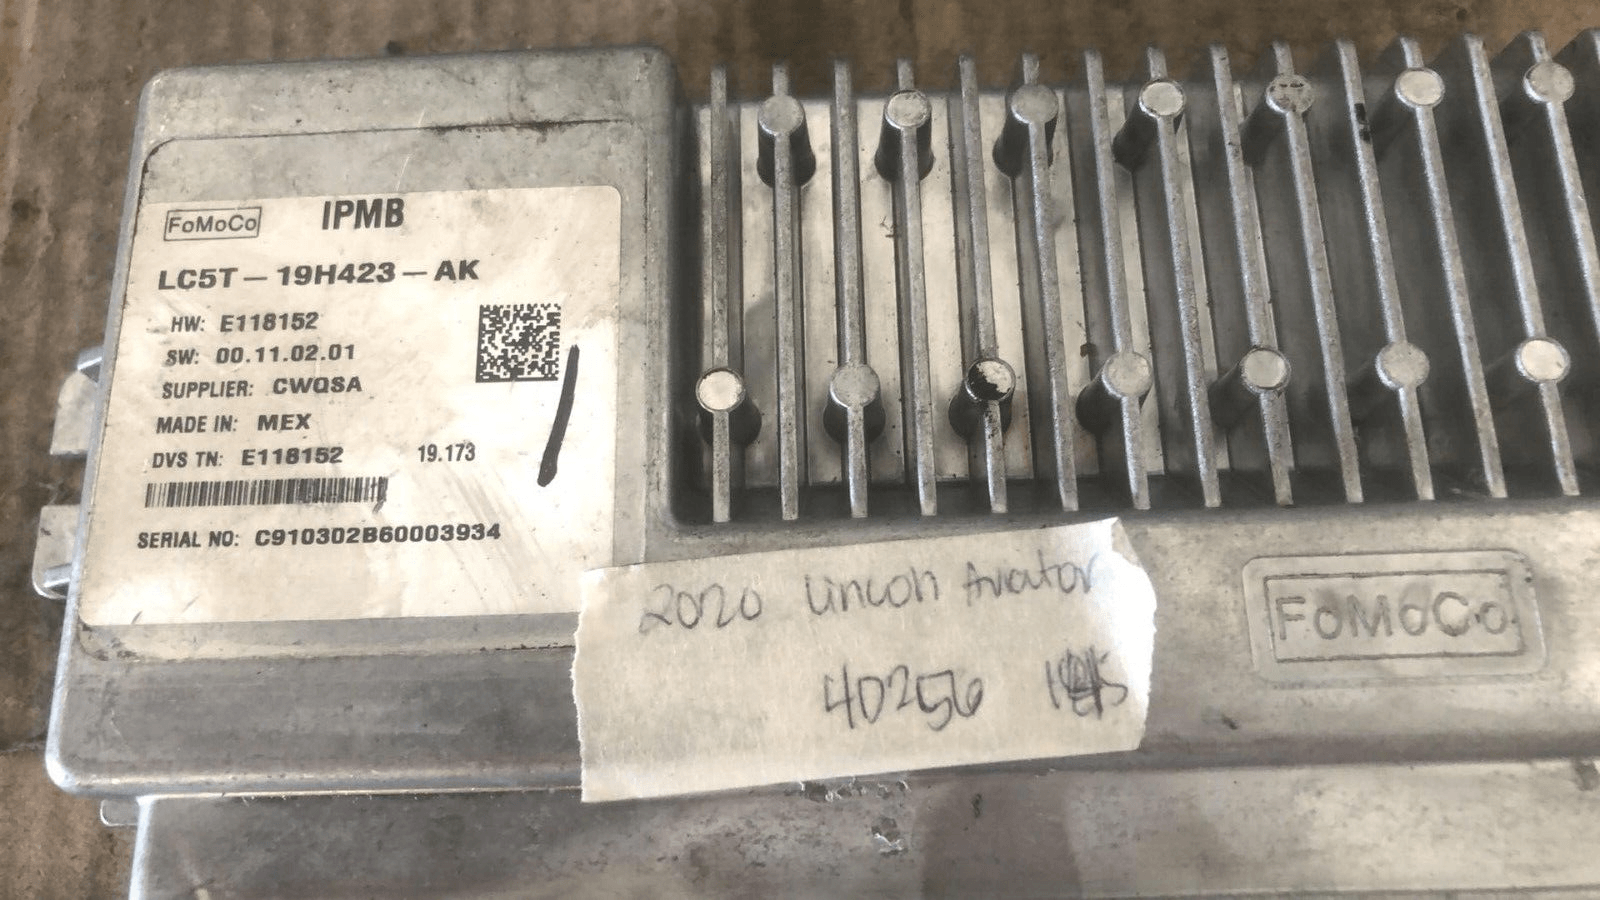 FoMoCo IPMB
LC5T – 19H423 – AK
HW: E118152
SW: 00.11.02.01
SUPPLIER: CWQSA
MADE IN: MEX
DVS TN: E118152 19.173
SERIAL NO: C910302B60003934
2020 Lincoln Aviator
40256
FoMoCo